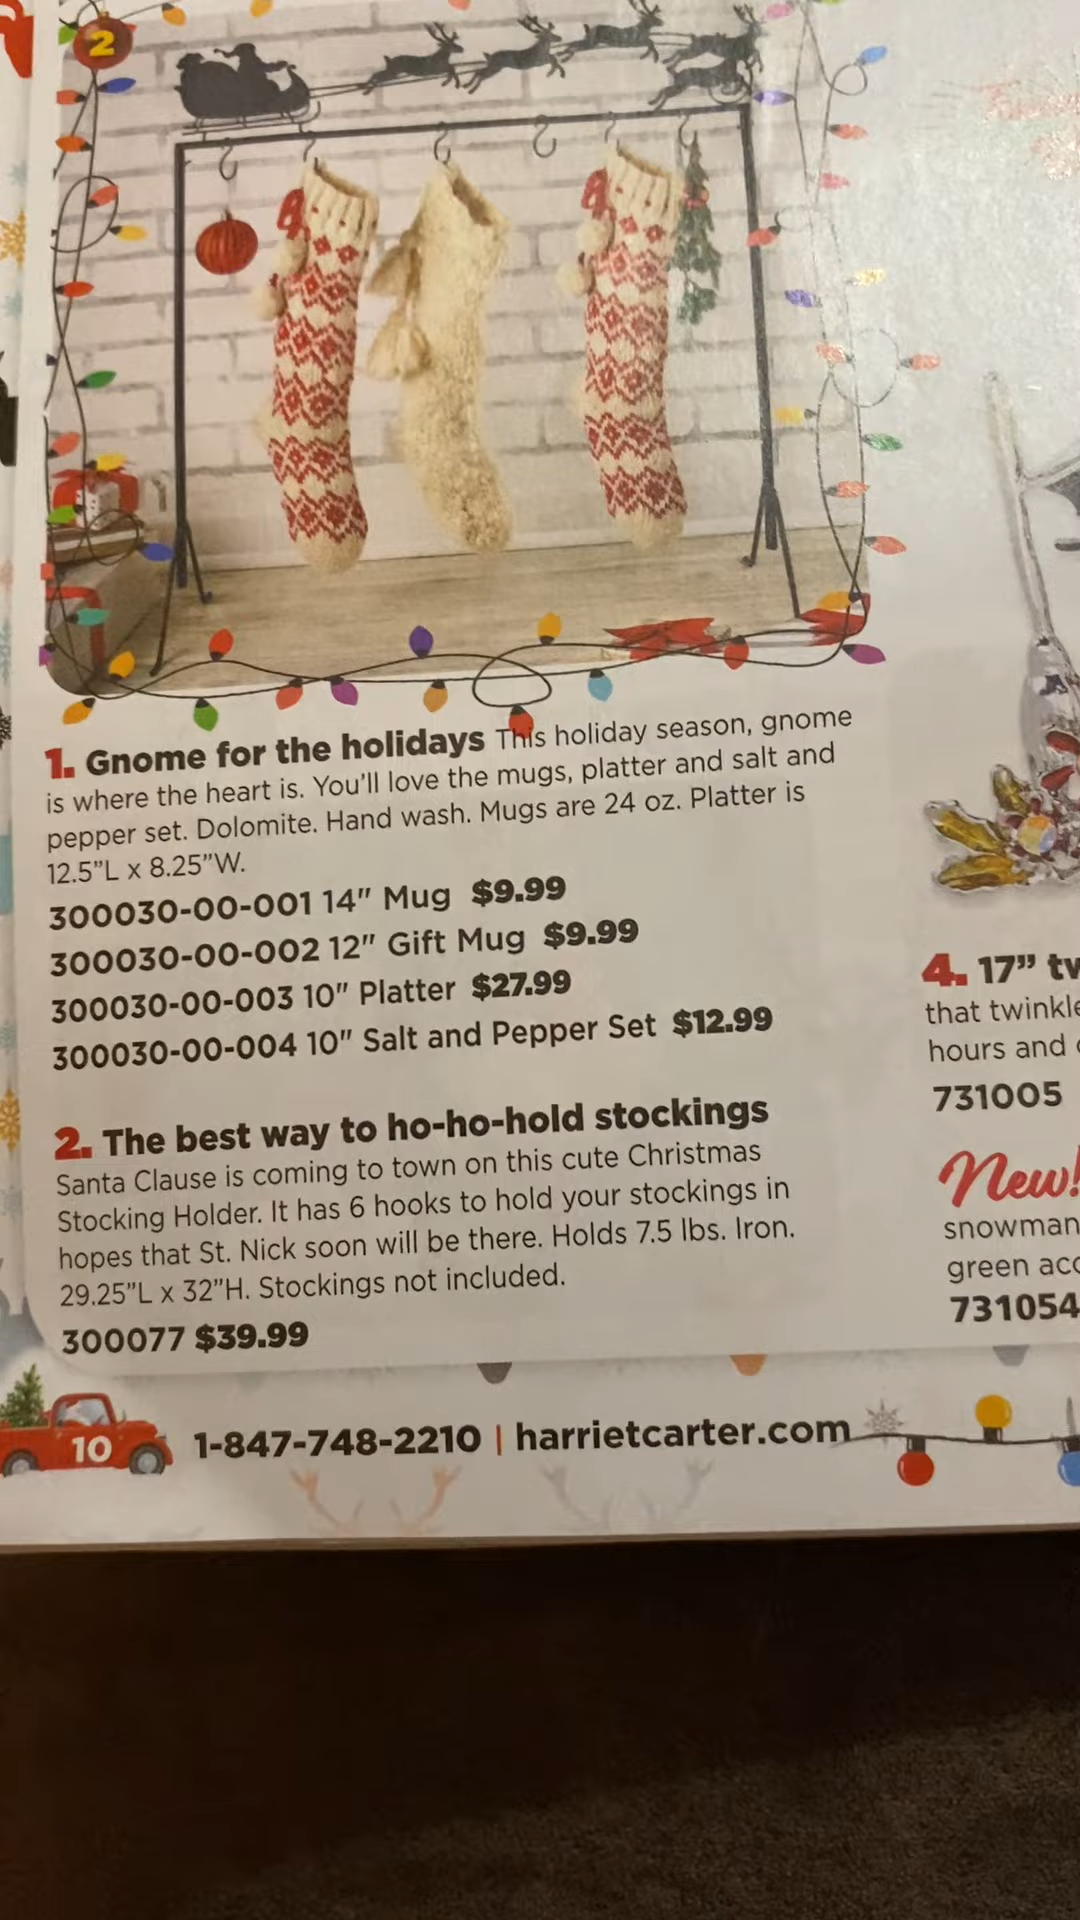 2
1. Gnome for the holidays This holiday season, gnome
is where the heart is. You'll love the mugs, platter and salt and
pepper set. Dolomite. Hand wash. Mugs are 24 oz. Platter is
12.5”L x 8.25”W.
300030-00-001 14" Mug $9.99
300030-00-002 12" Gift Mug $9.99
300030-00-003 10" Platter $27.99
300030-00-004 10" Salt and Pepper Set $12.99
2. The best way to ho-ho-hold stockings
Santa Clause is coming to town on this cute Christmas
Stocking Holder. It has 6 hooks to hold your stockings in
hopes that St. Nick soon will be there. Holds 7.5 lbs. Iron.
29.25”L x 32”H. Stockings not included.
300077 $39.99
4. 17” tw
that twinkle
hours and
731005
New!
snowman
green acc
731054
10 1-847-748-2210 | harrietcarter.com